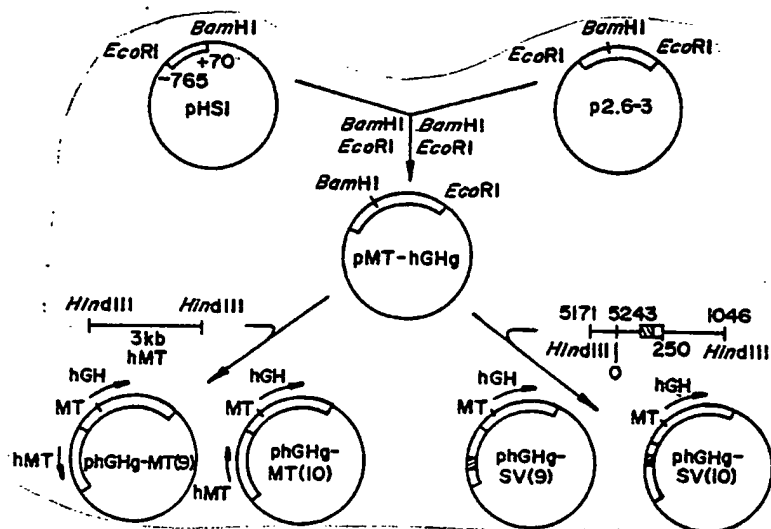 BamHI
EcoRI
+70
-765
pHSI
BamHI
EcoRI
EcoRI
p2.6-3
BamHI BamHI
EcoRI EcoRI
BamHI
EcoRI
pMT-hGHg
HindIII HindIII
3kb
hMT
5171 5243 1046
HindIII 250 HindIII
O
hGH
MT
hMT
phGHg-MT(9)
hGH
MT
hMT
phGHg-
MT(10)
hGH
MT
phGHg-
SV(9)
hGH
MT
phGHg-
SV(10)